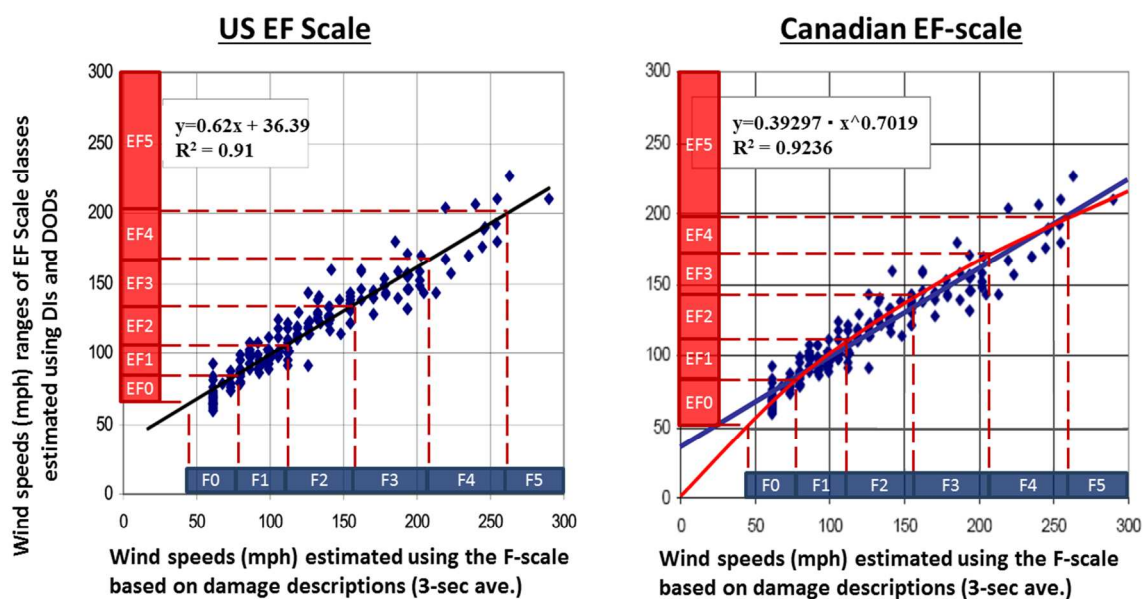 US EF Scale
Wind speeds (mph) ranges of EF Scale classes
estimated using DIs and DODs
300
250
200
150
100
50
0
EF5
EF4
EF3
EF2
EF1
EF0
y=0.62x + 36.39
R² = 0.91
F0 F1 F2 F3 F4 F5
0 50 100 150 200 250 300
Wind speeds (mph) estimated using the F-scale
based on damage descriptions (3-sec ave.)
Canadian EF-scale
300
250
200
150
100
50
0
EF5
EF4
EF3
EF2
EF1
EF0
y=0.39297 · x^0.7019
R² = 0.9236
F0 F1 F2 F3 F4 F5
0 50 100 150 200 250 300
Wind speeds (mph) estimated using the F-scale
based on damage descriptions (3-sec ave.)